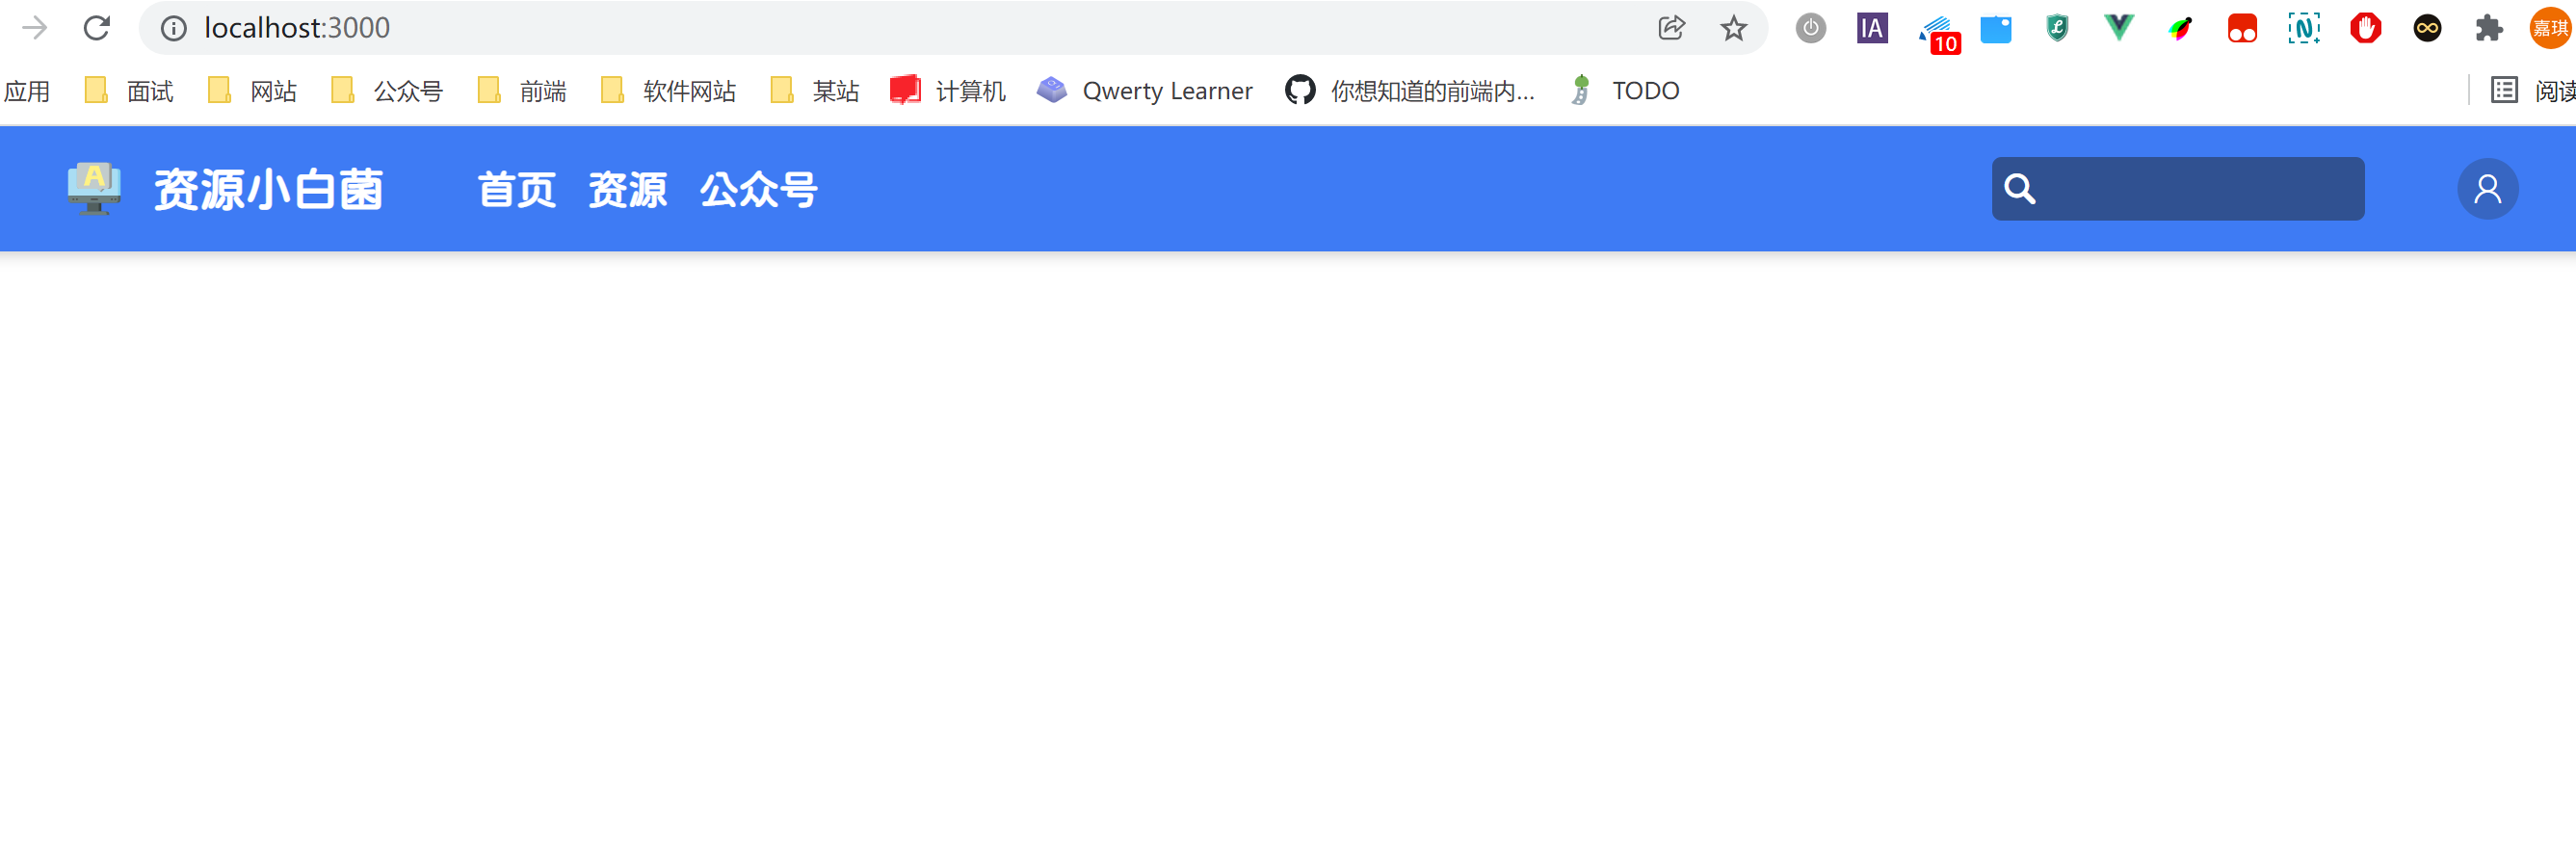 localhost:3000
IA
10
嘉琪
应用 面试 网站 公众号 前端 软件网站 某站 计算机 Qwerty Learner 你想知道的前端内... TODO 阅读
A 资源小白菌 首页 资源 公众号